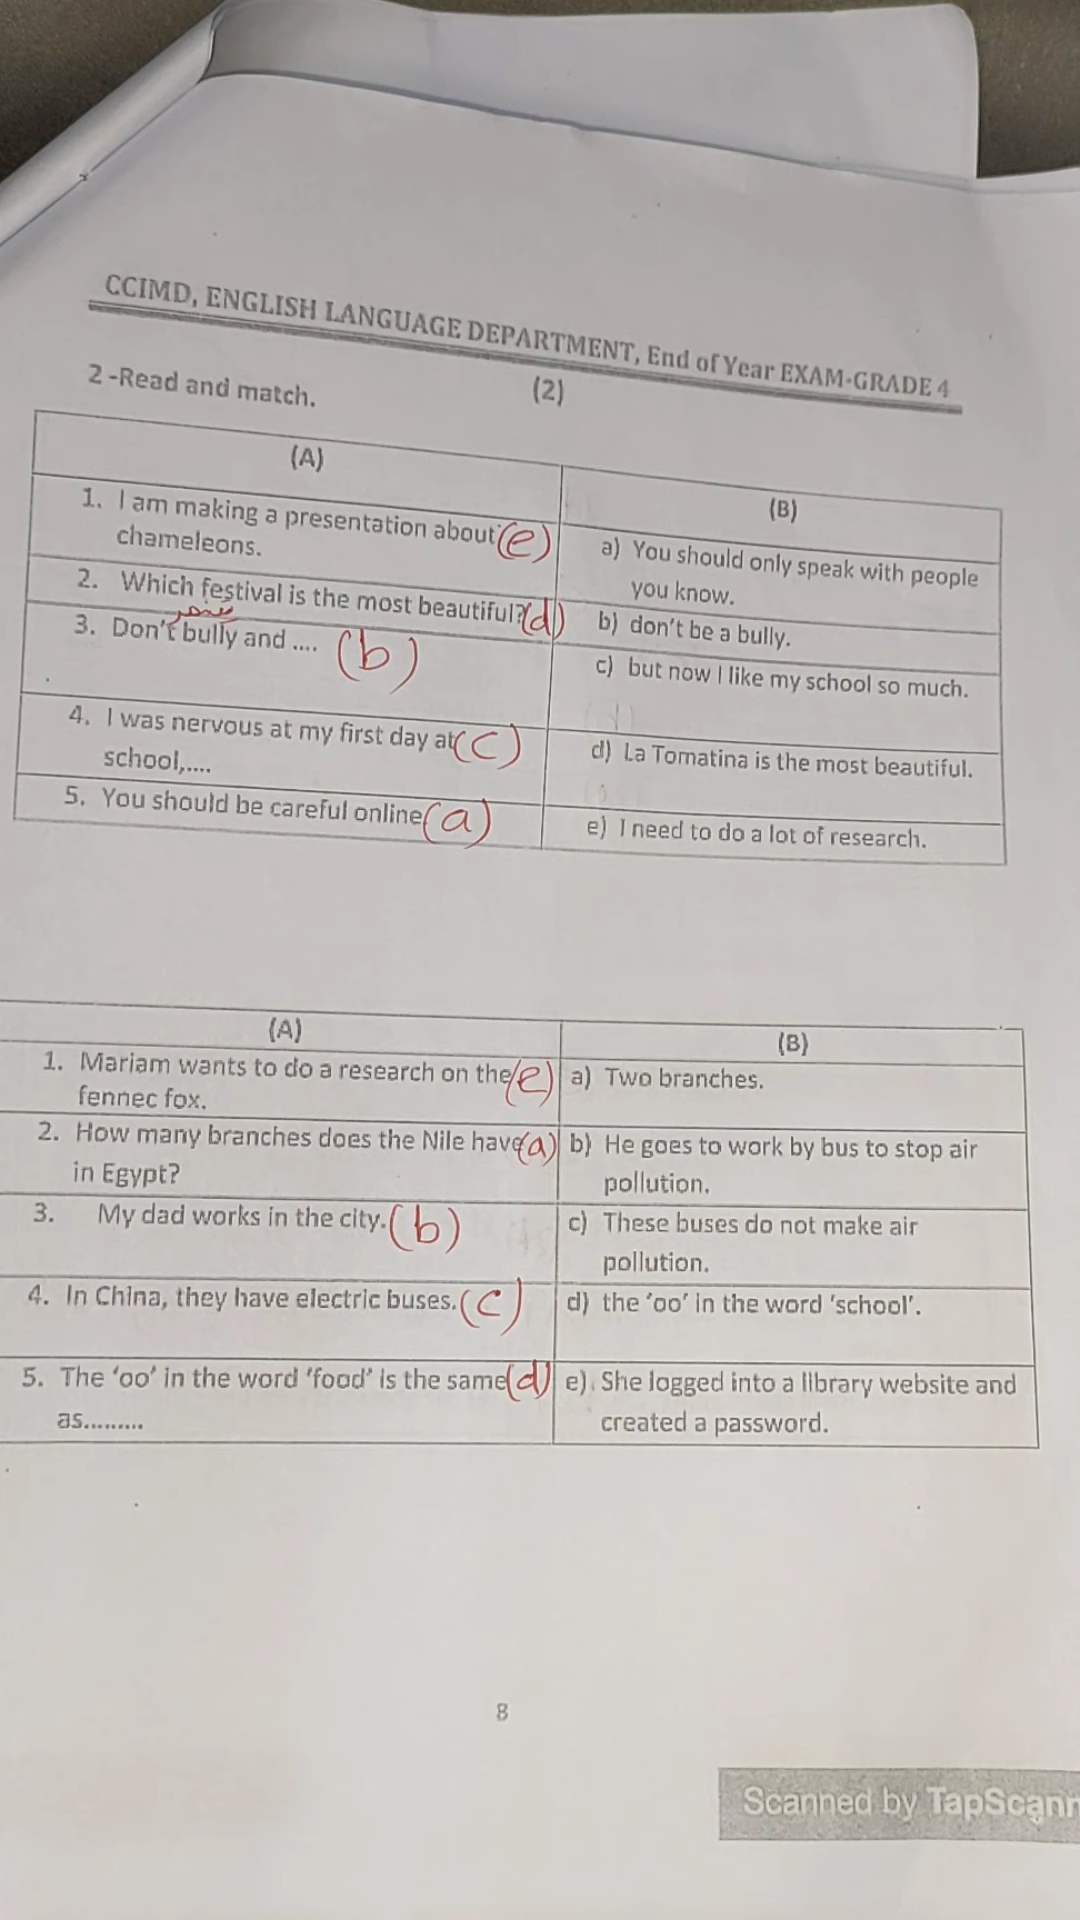 CCIMD, ENGLISH LANGUAGE DEPARTMENT, End of Year EXAM-GRADE 4
2 -Read and match.
(2)
(A)
(B)
1. I am making a presentation about (e)
chameleons.
a) You should only speak with people
you know.
2. Which festival is the most beautiful? (d)
b) don't be a bully.
3. Don't bully and .... (b)
c) but now I like my school so much.
4. I was nervous at my first day at (c)
school,....
d) La Tomatina is the most beautiful.
5. You should be careful online (a)
e) I need to do a lot of research.
(A)
(B)
1. Mariam wants to do a research on the (e)
fennec fox.
a) Two branches.
2. How many branches does the Nile have (a)
in Egypt?
b) He goes to work by bus to stop air
pollution.
3. My dad works in the city. (b)
c) These buses do not make air
pollution.
4. In China, they have electric buses. (c)
d) the 'oo' in the word 'school'.
5. The 'oo' in the word 'food' is the same (d)
as.........
e). She logged into a library website and
created a password.
8
Scanned by TapScann